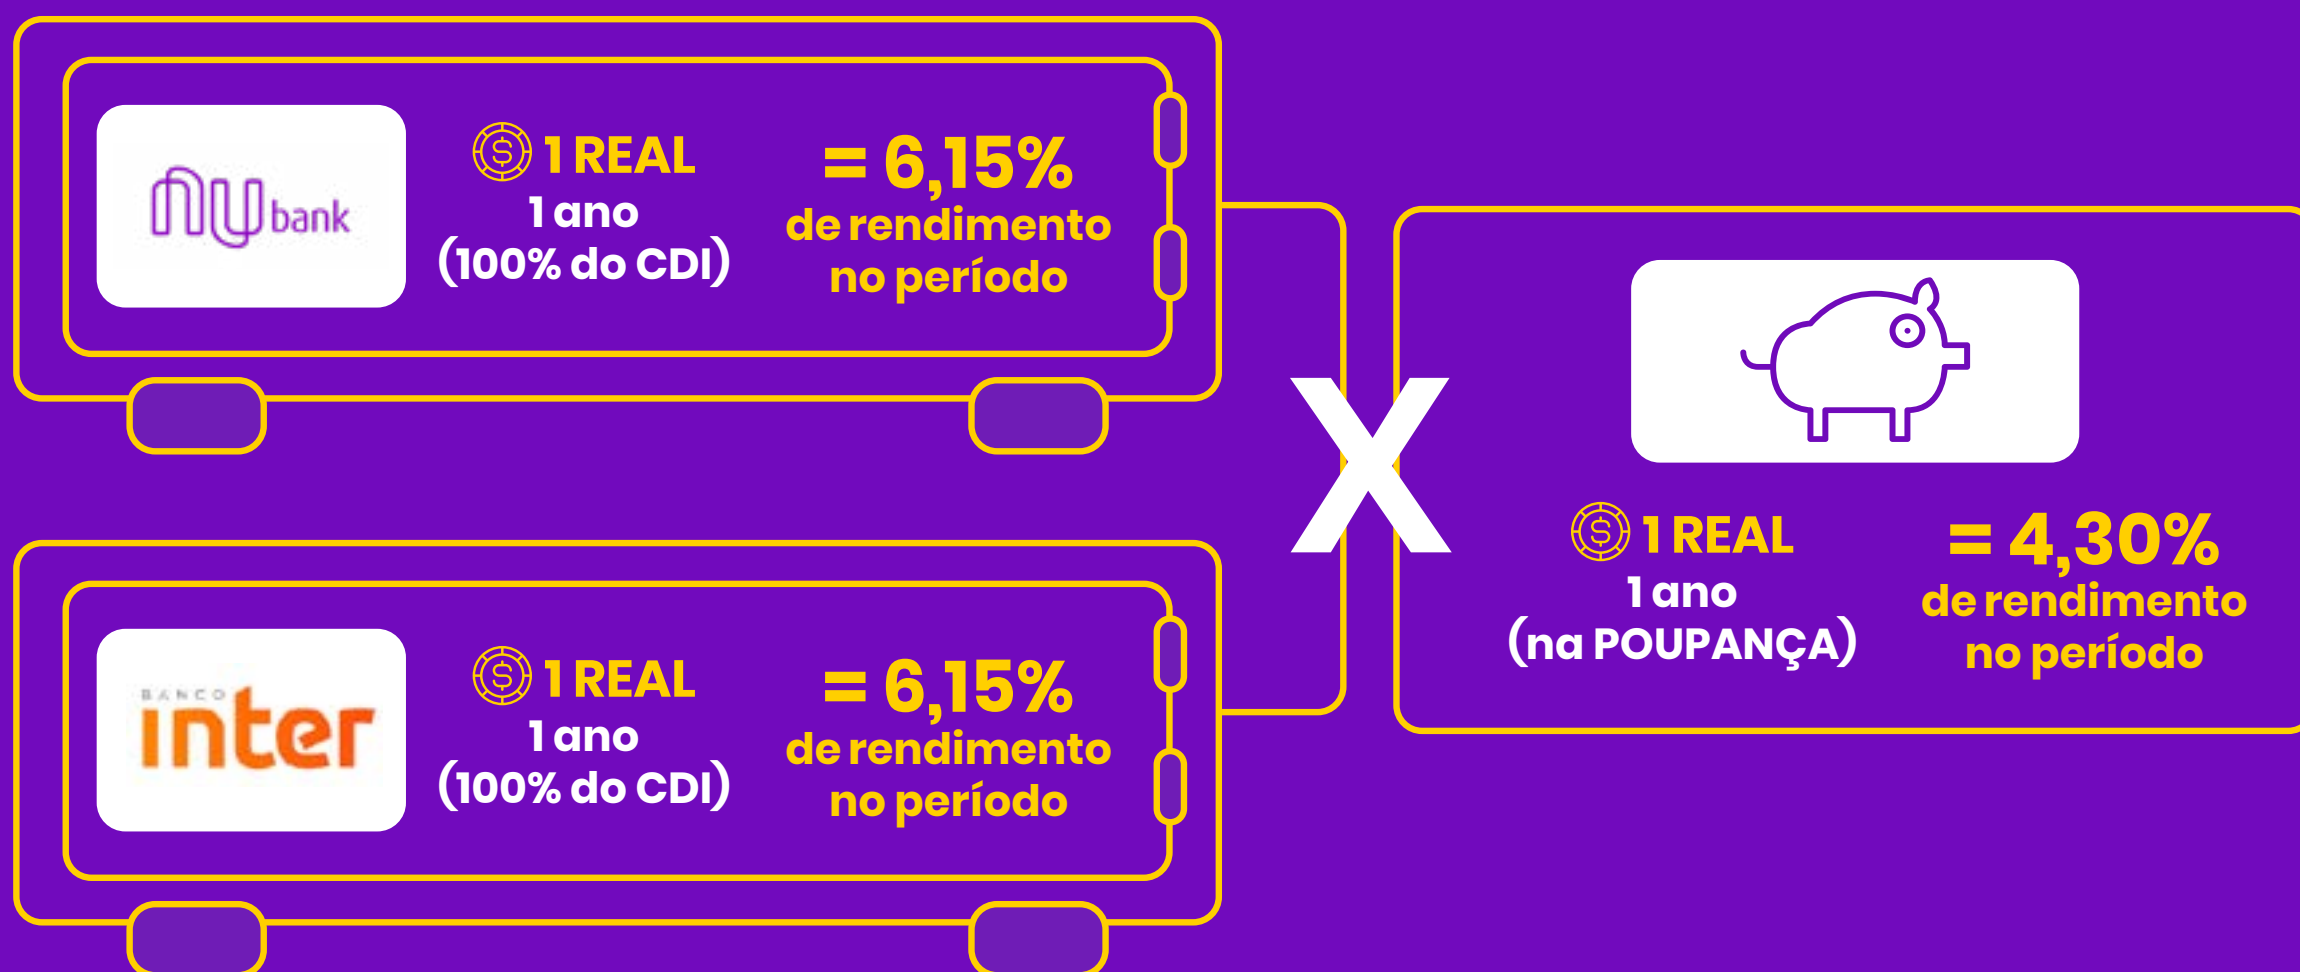 nu bank
1 REAL
1 ano
(100% do CDI)
= 6,15%
de rendimento
no período
BANCO
inter
1 REAL
1 ano
(100% do CDI)
= 6,15%
de rendimento
no período
X
1 REAL
1 ano
(na POUPANÇA)
= 4,30%
de rendimento
no período